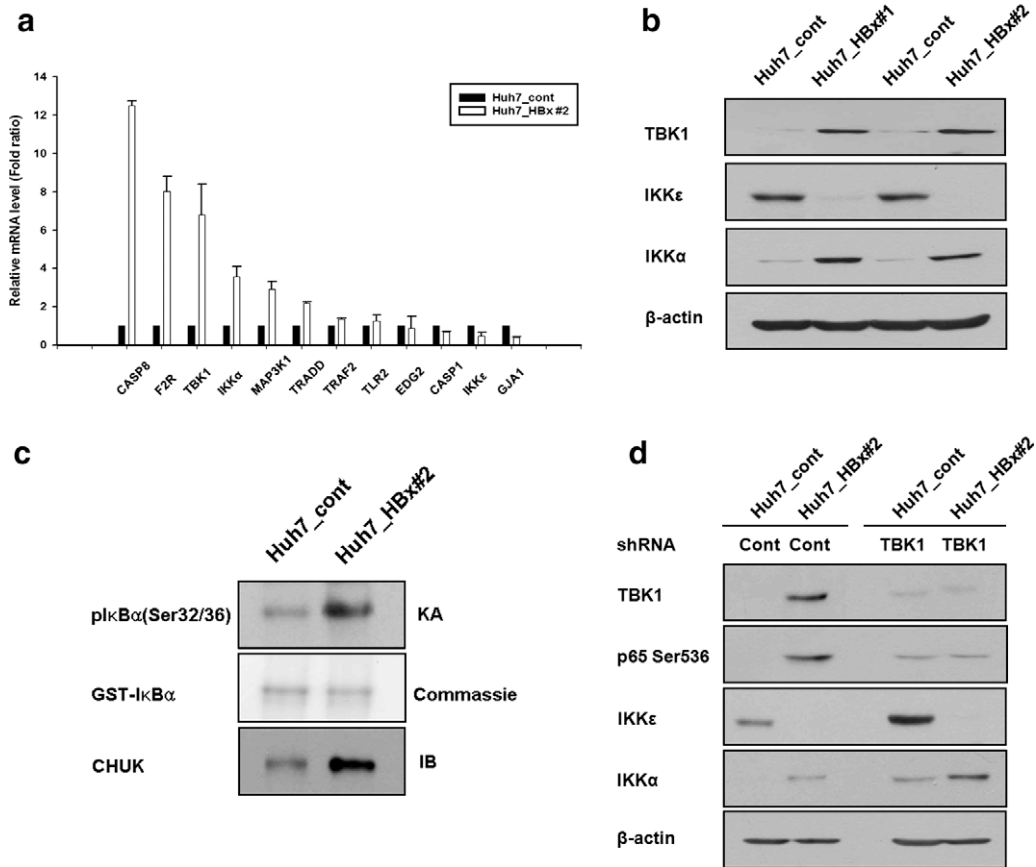 a
Relative mRNA level (Fold ratio)
14
12
10
8
6
4
2
0
Huh7_cont
Huh7_HBx #2
CASP8
F2R
TBK1
IKKα
MAP3K1
TRADD
TRAF2
TLR2
EDG2
CASP1
IKKε
GJA1
b
Huh7_cont
Huh7_HBx#1
Huh7_cont
Huh7_HBx#2
TBK1
IKKε
IKKα
β-actin
c
Huh7_cont
Huh7_HBx#2
pIκBα(Ser32/36) KA
GST-IκBα Commassie
CHUK IB
d
Huh7_cont
Huh7_HBx#2
Huh7_cont
Huh7_HBx#2
shRNA Cont Cont TBK1 TBK1
TBK1
p65 Ser536
IKKε
IKKα
β-actin